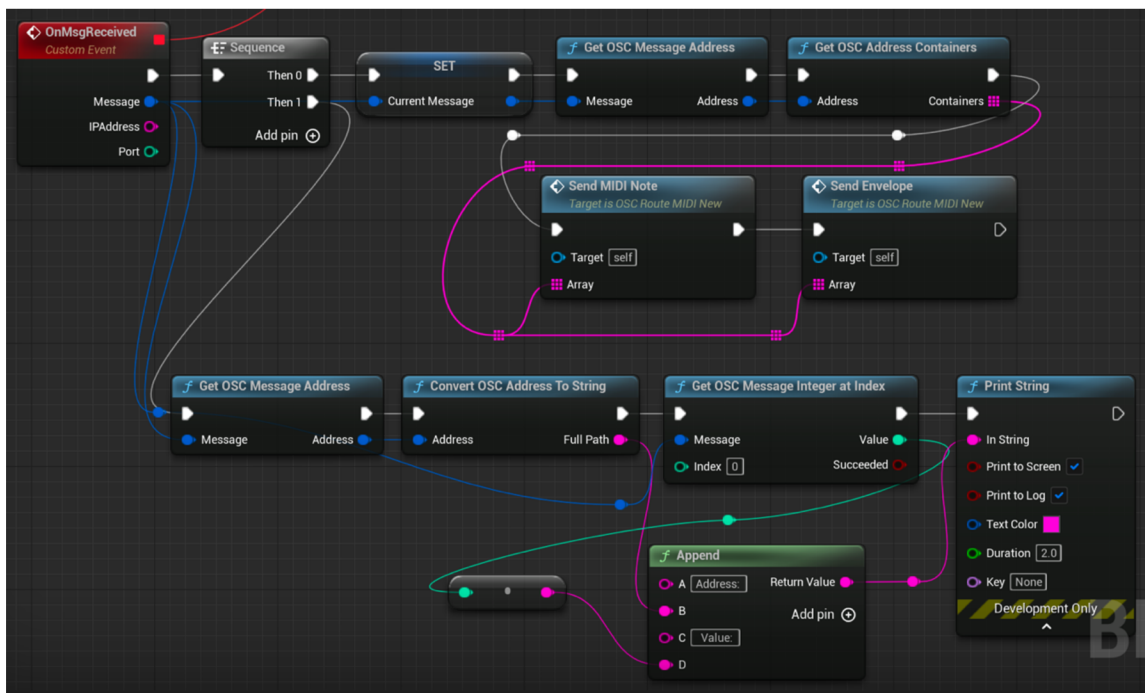 OnMsgReceived
Custom Event
Message
IPAddress
Port
Sequence
Then 0
Then 1
Add pin
SET
Current Message
Get OSC Message Address
Message
Address
Get OSC Address Containers
Address
Containers
Send MIDI Note
Target is OSC Route MIDI New
Target self
Array
Send Envelope
Target is OSC Route MIDI New
Target self
Array
Get OSC Message Address
Message
Address
Convert OSC Address To String
Address
Full Path
Get OSC Message Integer at Index
Message
Value
Index 0
Succeeded
Print String
In String
Print to Screen
Print to Log
Text Color
Duration 2.0
Key None
Development Only
Append
A Address:
Return Value
B
Add pin
C Value:
D